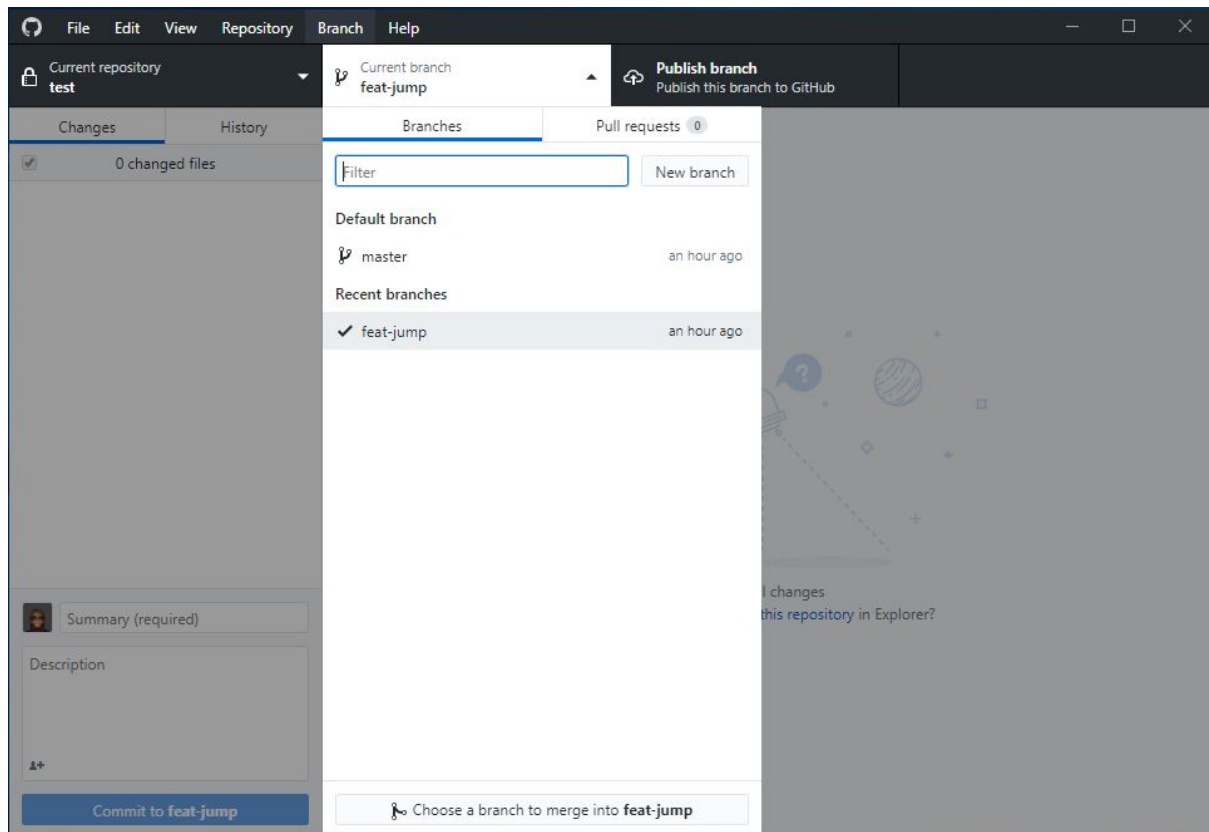 File Edit View Repository Branch Help
Current repository
test
Current branch
feat-jump
Publish branch
Publish this branch to GitHub
Changes History
Branches Pull requests 0
0 changed files
Filter
New branch
Default branch
master an hour ago
Recent branches
feat-jump an hour ago
?
l changes
this repository in Explorer?
Summary (required)
Description
Commit to feat-jump
Choose a branch to merge into feat-jump